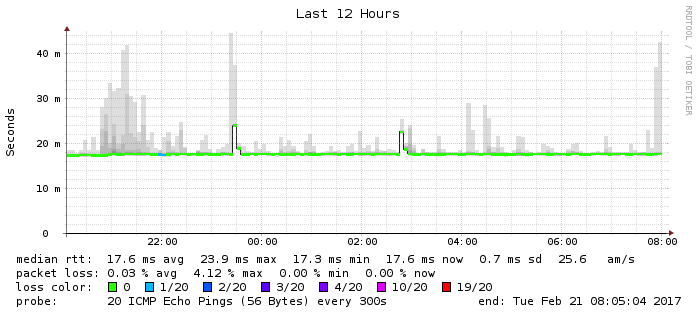 Last 12 Hours
RRDTOOL / TOBI OETIKER
Seconds
40 m
30 m
20 m
10 m
0
22:00 00:00 02:00 04:00 06:00 08:00
median rtt: 17.6 ms avg 23.9 ms max 17.3 ms min 17.6 ms now 0.7 ms sd 25.6 am/s
packet loss: 0.03 % avg 4.12 % max 0.00 % min 0.00 % now
loss color: 0 1/20 2/20 3/20 4/20 10/20 19/20
probe: 20 ICMP Echo Pings (56 Bytes) every 300s end: Tue Feb 21 08:05:04 2017